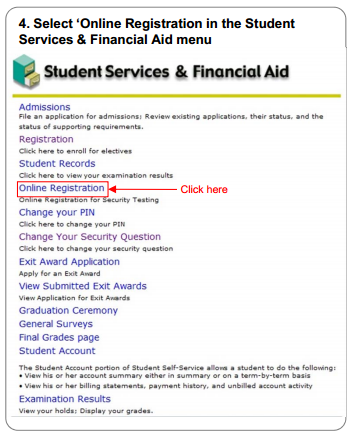 4. Select ‘Online Registration in the Student
Services & Financial Aid menu
Student Services & Financial Aid
Admissions
File an application for admissions; Review existing applications, their status, and the
status of supporting requirements.
Registration
Click here to enroll for electives
Student Records
Click here to view your examination results
Online Registration
Click here
Online Registration for Security Testing
Change your PIN
Click here to change your PIN
Change Your Security Question
Click here to change your security question
Exit Award Application
Apply for an Exit Award
View Submitted Exit Awards
View Application for Exit Awards
Graduation Ceremony
General Surveys
Final Grades page
Student Account
The Student Account portion of Student Self-Service allows a student to do the following:
• View his or her account summary either in summary or on a term-by-term basis
• View his or her billing statements, payment history, and unbilled account activity
Examination Results
View your holds; Display your grades.